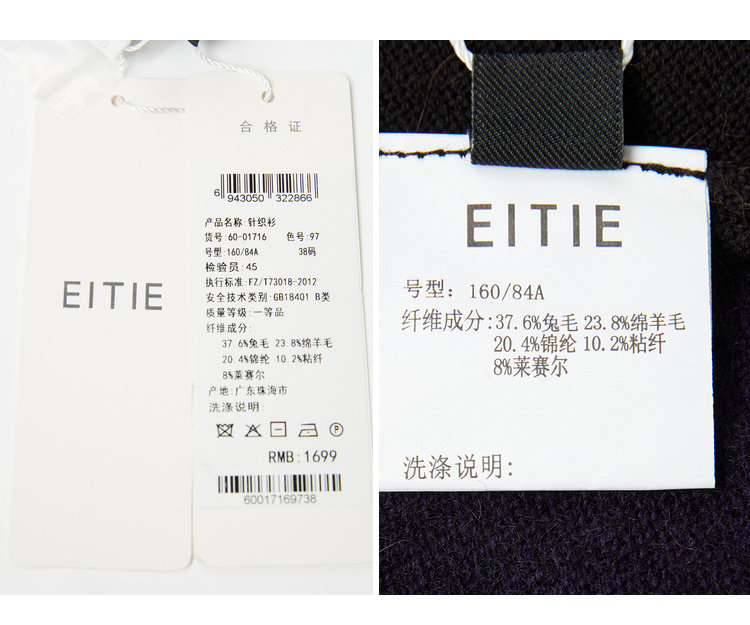 EITIE
合格证
6 943050 322866
产品名称:针织衫
货号:60-01716 色号:97
号型:160/84A 38码
检验员:45
执行标准:FZ/T73018-2012
安全技术类别:GB18401 B类
质量等级:一等品
纤维成分:
37.6%兔毛 23.8%绵羊毛
20.4%锦纶 10.2%粘纤
8%莱赛尔
产地:广东珠海市
洗涤说明:
P
RMB:1699
60017169738
EITIE
号型: 160/84A
纤维成分:37.6%兔毛 23.8%绵羊毛
20.4%锦纶 10.2%粘纤
8%莱赛尔
洗涤说明: